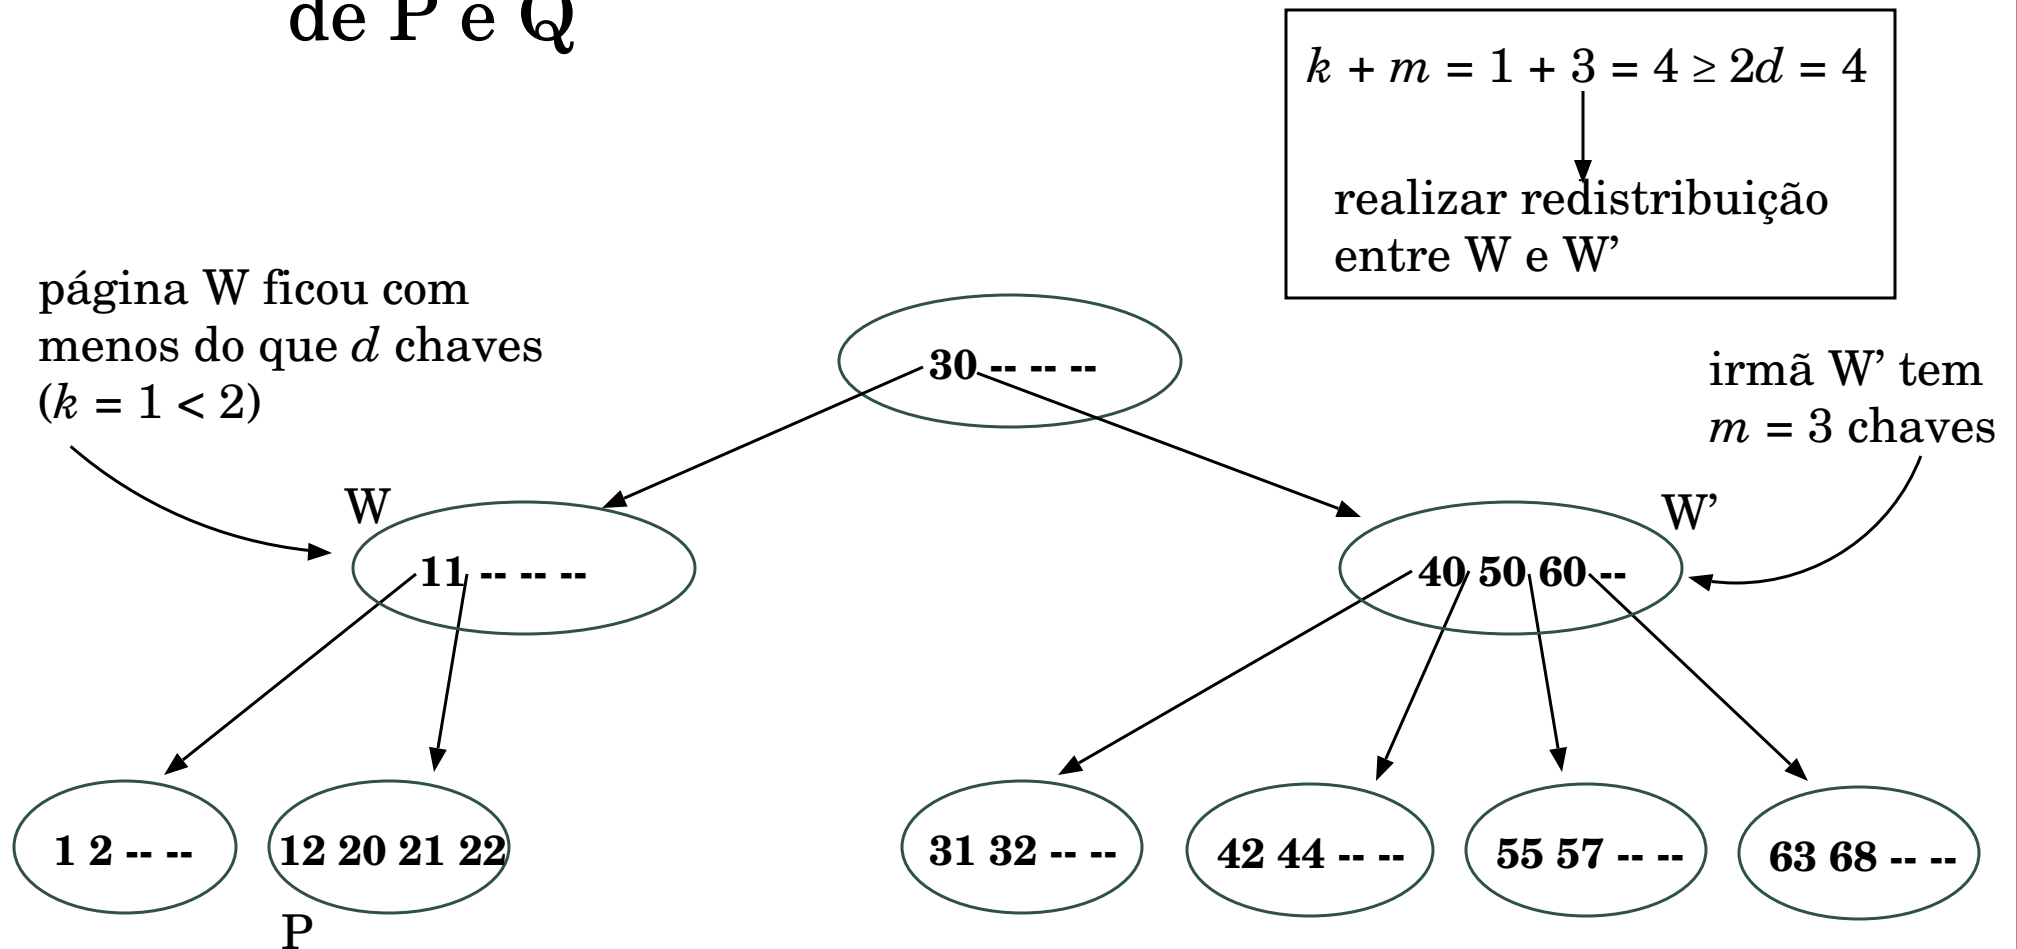 de P e Q
k + m = 1 + 3 = 4 ≥ 2d = 4
realizar redistribuição
entre W e W’
página W ficou com
menos do que d chaves
(k = 1 < 2)
30 -- -- --
irmã W’ tem
m = 3 chaves
W
W’
11 -- -- --
40 50 60 --
1 2 -- --
12 20 21 22
31 32 -- --
42 44 -- --
55 57 -- --
63 68 -- --
P